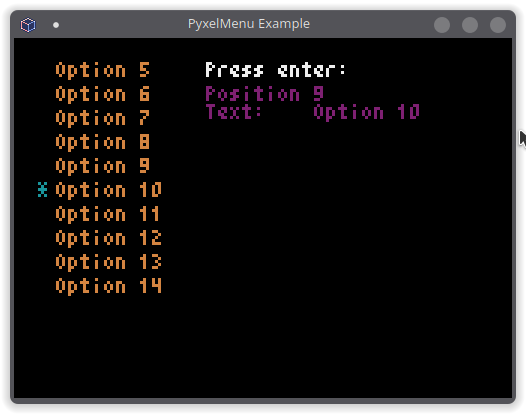 PyxelMenu Example
Option 5
Option 6
Option 7
Option 8
Option 9
* Option 10
Option 11
Option 12
Option 13
Option 14
Press enter:
Position 9
Text: Option 10